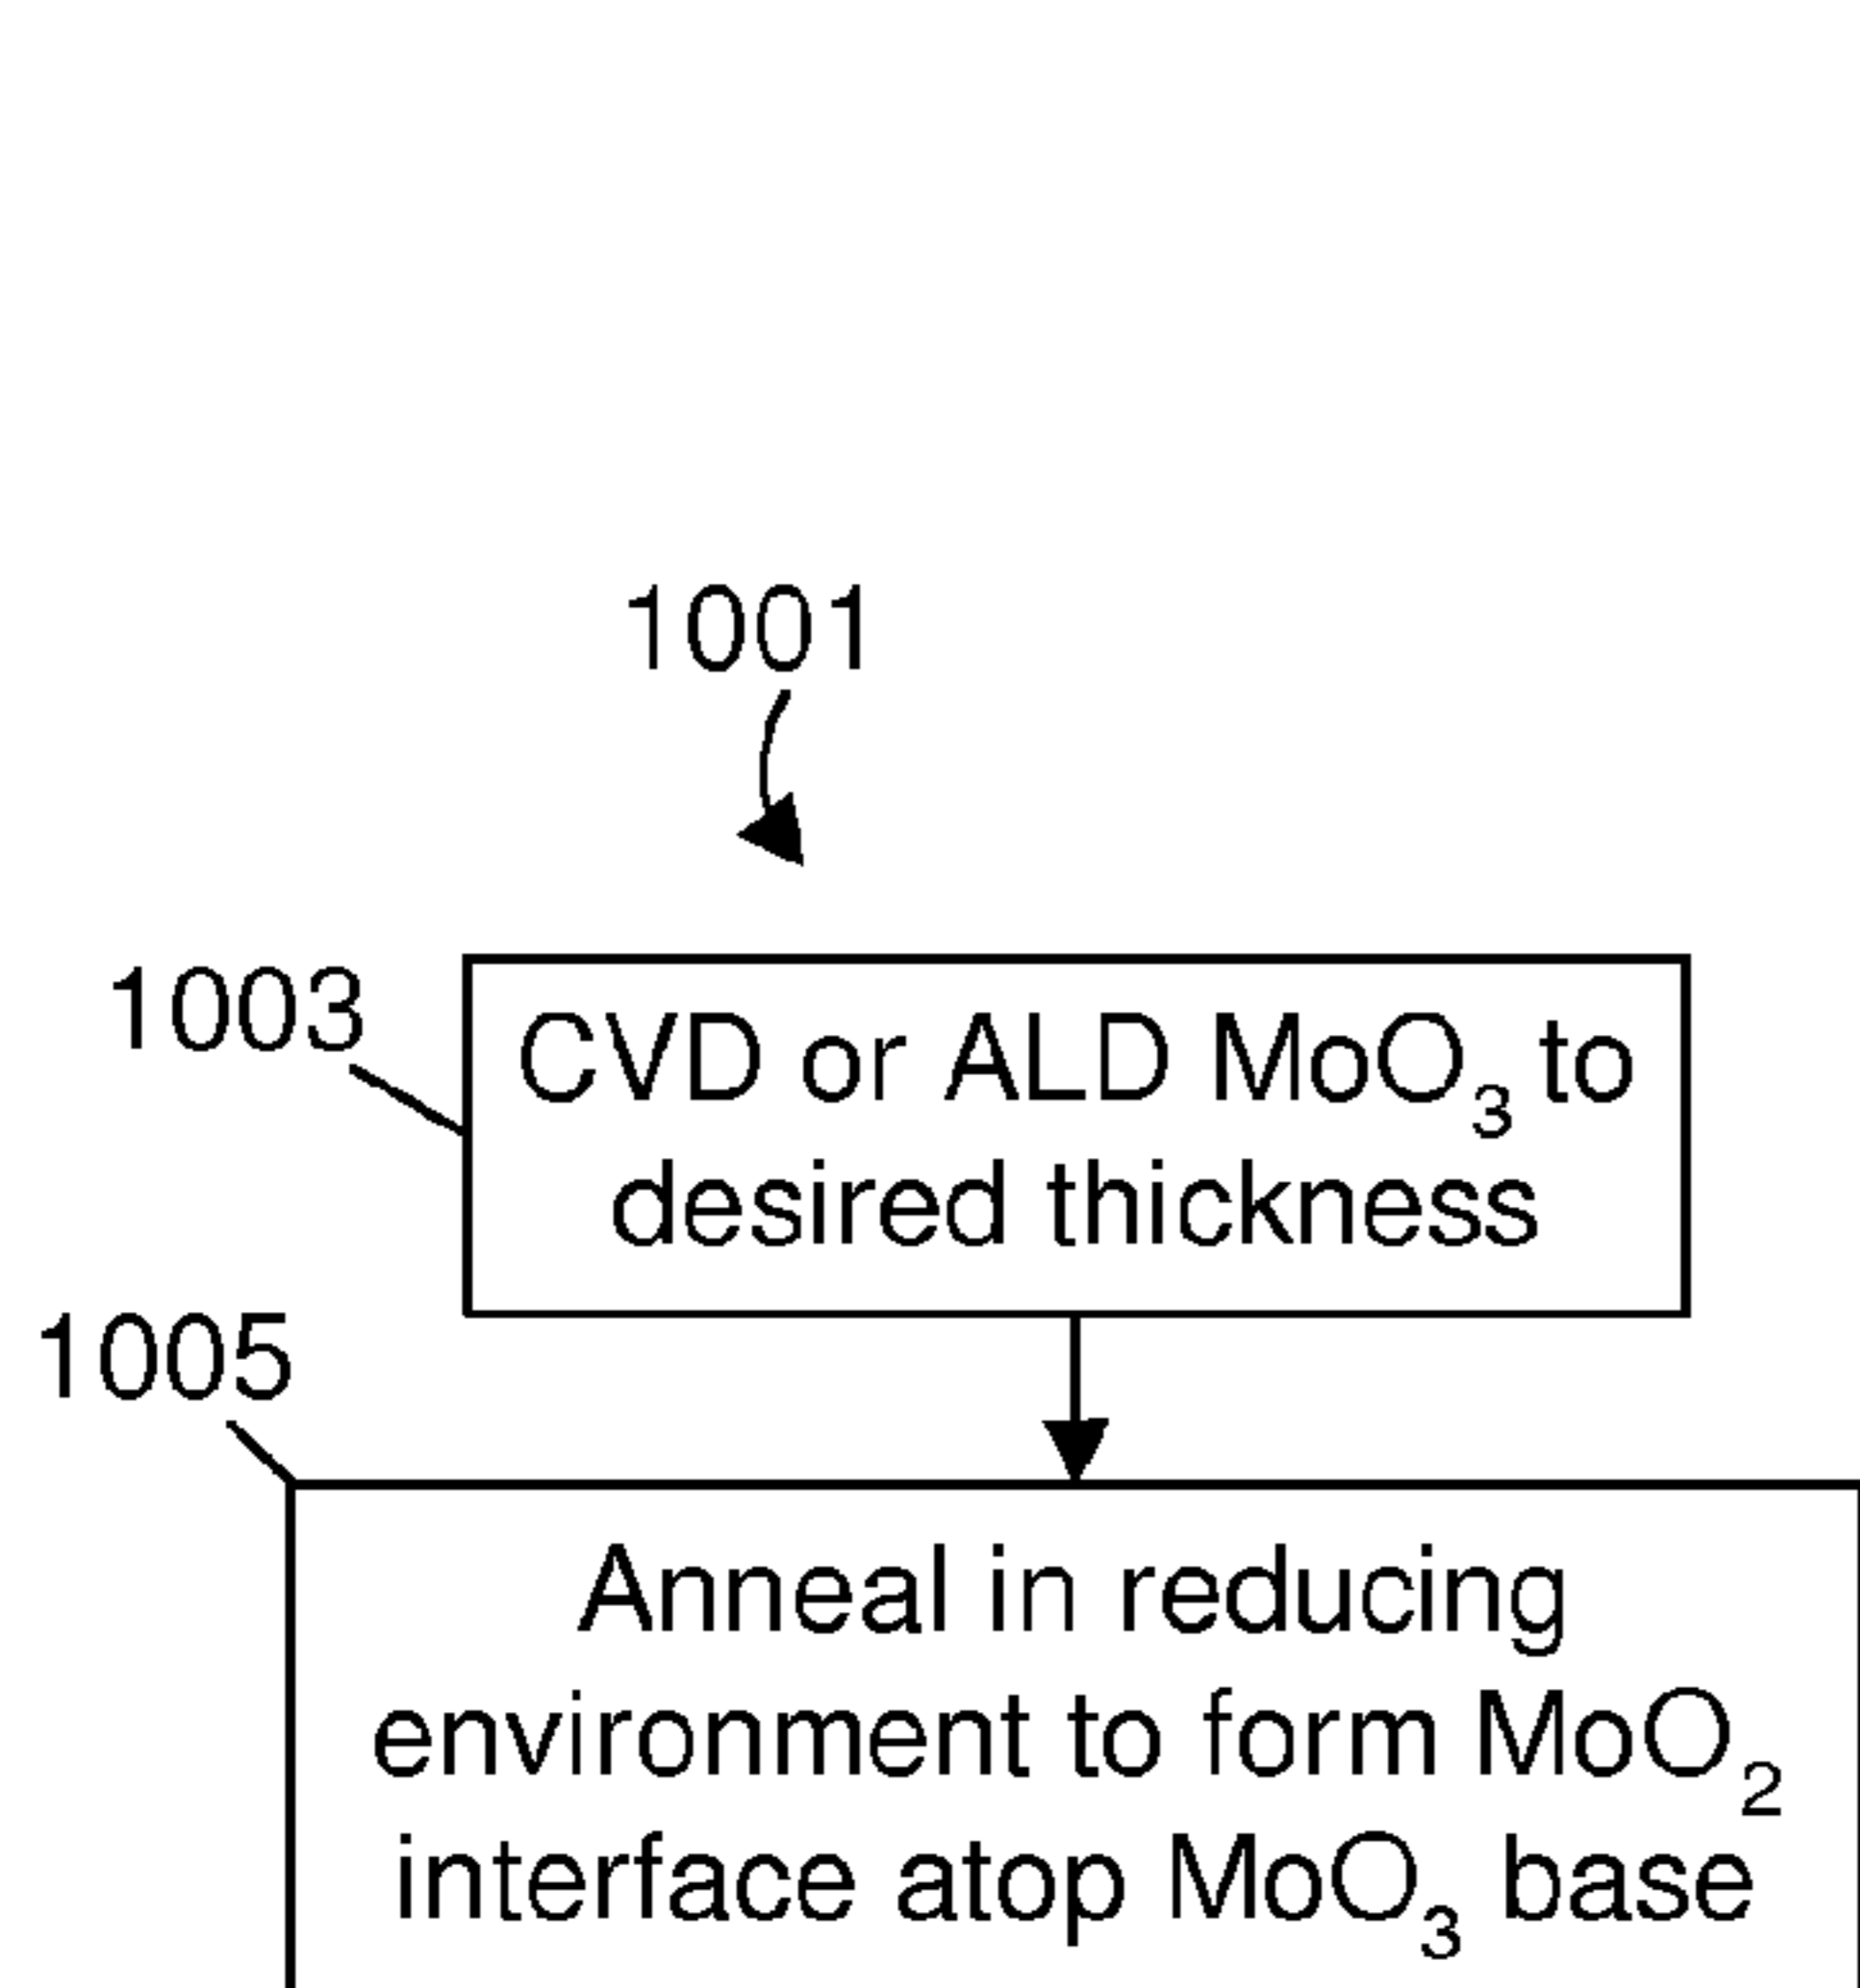 1001
1003
CVD or ALD MoO₃ to
desired thickness
1005
Anneal in reducing
environment to form MoO₂
interface atop MoO₃ base